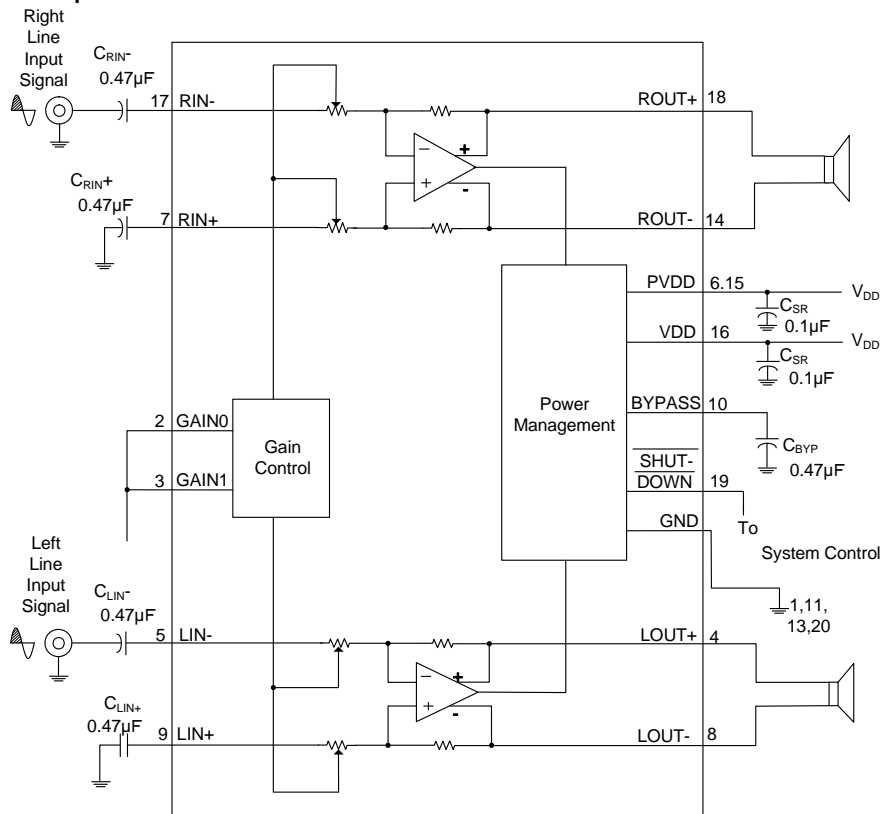 Right
Line
Input
Signal
CRIN-
0.47µF
17 RIN-
ROUT+ 18
CRIN+
0.47µF
7 RIN+
ROUT- 14
PVDD 6.15
VDD
CSR
0.1µF
VDD 16
VDD
CSR
0.1µF
BYPASS 10
CBYP
0.47µF
Power
Management
SHUT-
DOWN 19
To
System Control
GND
1,11,
13,20
2 GAIN0
3 GAIN1
Gain
Control
Left
Line
Input
Signal
CLIN-
0.47µF
5 LIN-
LOUT+ 4
CLIN+
0.47µF
9 LIN+
LOUT- 8
− + + -
− + + -